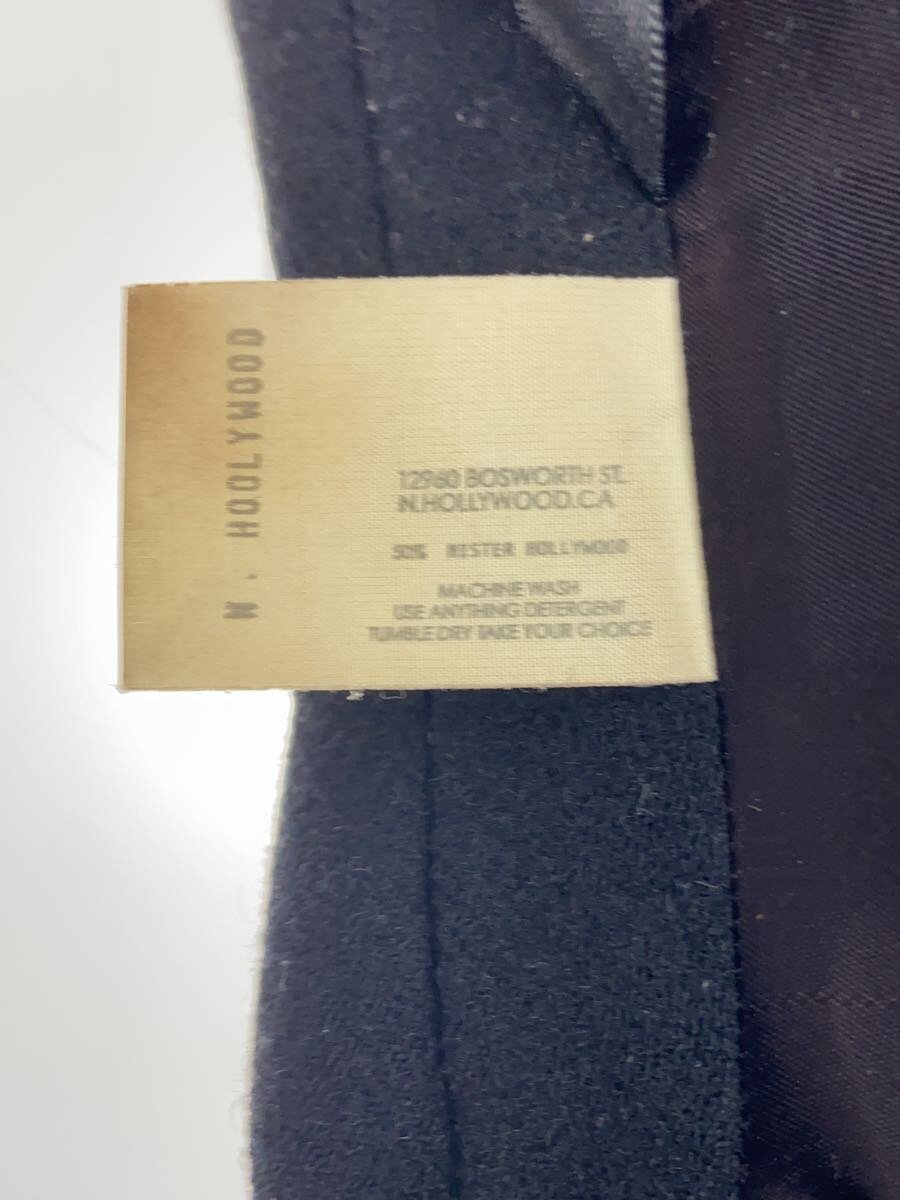 N. HOOLYWOOD
12960 BOSWORTH ST.
N.HOLLYWOOD.CA
50% MISTER HOLLYWOOD
MACHINE WASH
USE ANYTHING DETERGENT
TUMBLE DRY TAKE YOUR CHOICE